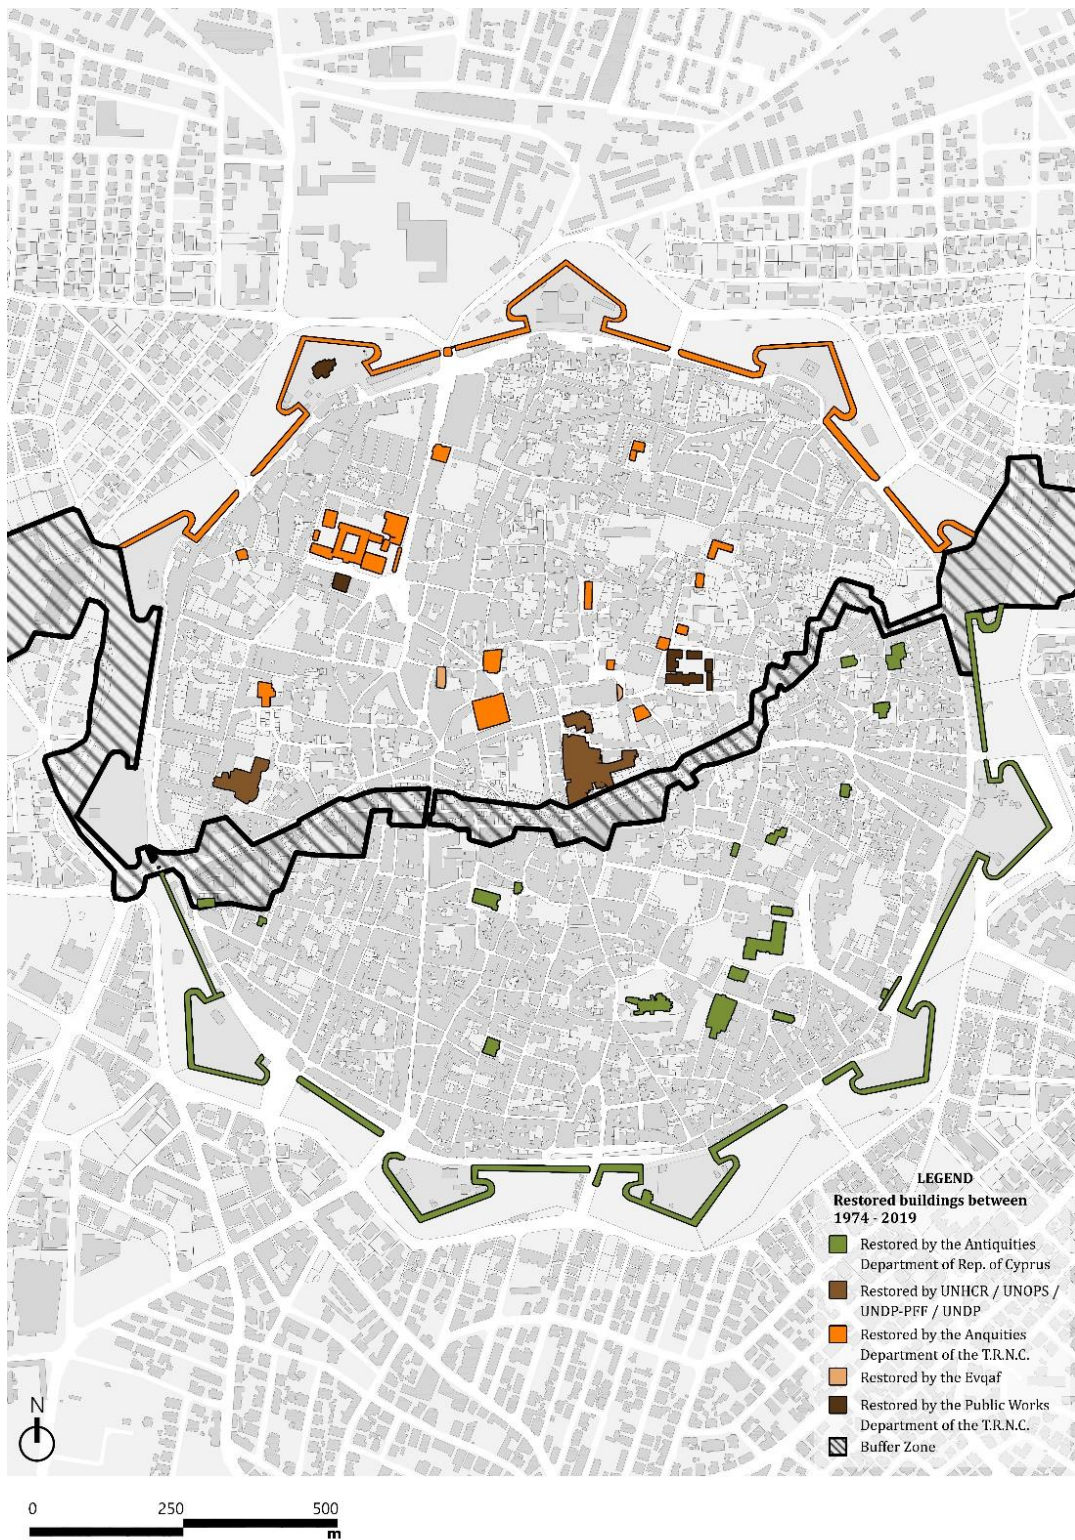 LEGEND
Restored buildings between
1974 - 2019
Restored by the Antiquities
Department of Rep. of Cyprus
Restored by UNHCR / UNOPS /
UNDP-PFF / UNDP
Restored by the Anquities
Department of the T.R.N.C.
Restored by the Evqaf
Restored by the Public Works
Department of the T.R.N.C.
Buffer Zone
N
0 250 500
m